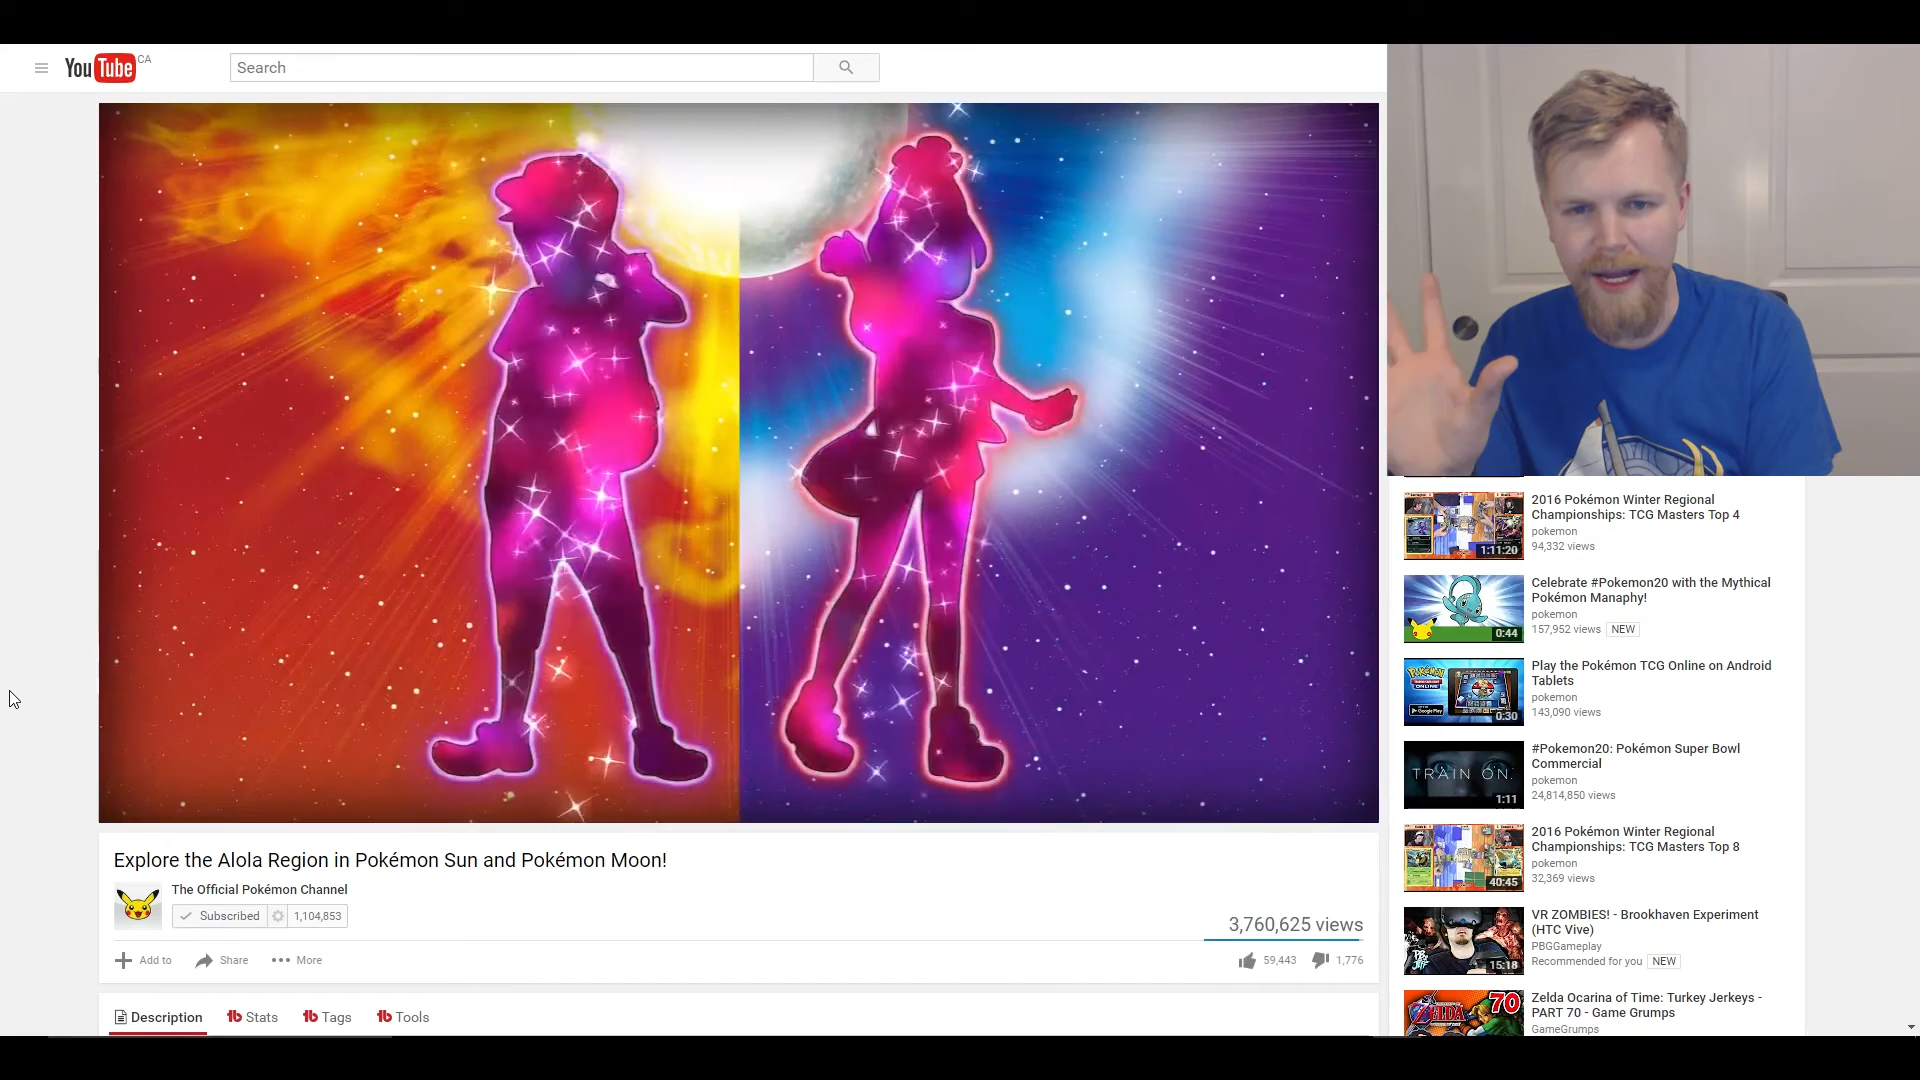 YouTube CA
Search
Explore the Alola Region in Pokémon Sun and Pokémon Moon!
The Official Pokémon Channel
Subscribed 1,104,853
3,760,625 views
Add to Share More
59,443 1,776
Description Stats Tags Tools
2016 Pokémon Winter Regional
Championships: TCG Masters Top 4
pokemon
94,332 views
1:11:20
Celebrate #Pokemon20 with the Mythical
Pokémon Manaphy!
pokemon
157,952 views NEW
0:44
Play the Pokémon TCG Online on Android
Tablets
pokemon
143,090 views
0:30
#Pokemon20: Pokémon Super Bowl
Commercial
pokemon
24,814,850 views
TRAIN ON.
1:11
2016 Pokémon Winter Regional
Championships: TCG Masters Top 8
pokemon
32,369 views
40:45
VR ZOMBIES! - Brookhaven Experiment
(HTC Vive)
PBGGameplay
Recommended for you NEW
15:18
Zelda Ocarina of Time: Turkey Jerkeys -
PART 70 - Game Grumps
GameGrumps
70
ZELDA